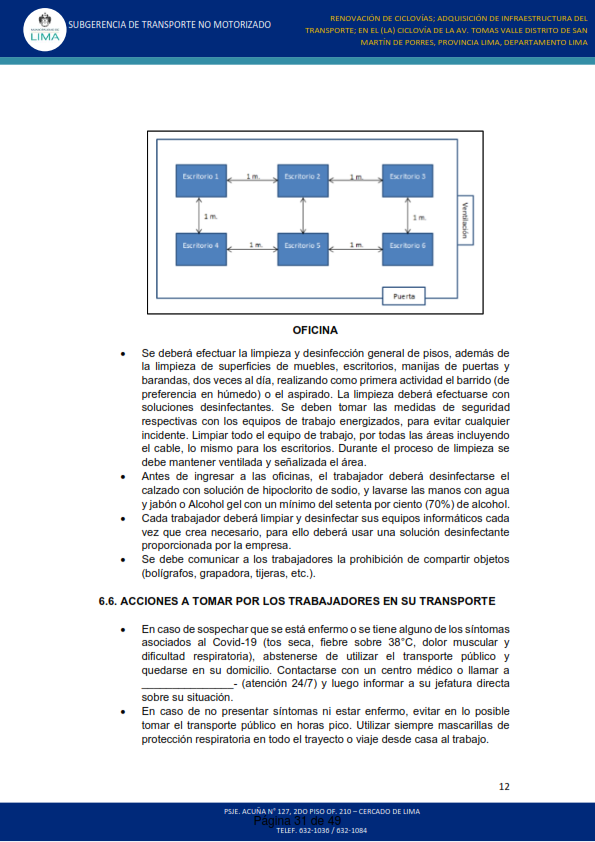 LIMA
SUBGERENCIA DE TRANSPORTE NO MOTORIZADO
RENOVACIÓN DE CICLOVÍAS; ADQUISICIÓN DE INFRAESTRUCTURA DEL
TRANSPORTE; EN EL (LA) CICLOVÍA DE LA AV. TOMAS VALLE DISTRITO DE SAN
MARTÍN DE PORRES, PROVINCIA LIMA, DEPARTAMENTO LIMA
Escritorio 1 1 m. Escritorio 2 1 m. Escritorio 3
1 m. 1 m.
Ventilación
Escritorio 4 1 m. Escritorio 5 1 m. Escritorio 6
Puerta
OFICINA
• Se deberá efectuar la limpieza y desinfección general de pisos, además de
la limpieza de superficies de muebles, escritorios, manijas de puertas y
barandas, dos veces al día, realizando como primera actividad el barrido (de
preferencia en húmedo) o el aspirado. La limpieza deberá efectuarse con
soluciones desinfectantes. Se deben tomar las medidas de seguridad
respectivas con los equipos de trabajo energizados, para evitar cualquier
incidente. Limpiar todo el equipo de trabajo, por todas las áreas incluyendo
el cable, lo mismo para los escritorios. Durante el proceso de limpieza se
debe mantener ventilada y señalizada el área.
• Antes de ingresar a las oficinas, el trabajador deberá desinfectarse el
calzado con solución de hipoclorito de sodio, y lavarse las manos con agua
y jabón o Alcohol gel con un mínimo del setenta por ciento (70%) de alcohol.
• Cada trabajador deberá limpiar y desinfectar sus equipos informáticos cada
vez que crea necesario, para ello deberá usar una solución desinfectante
proporcionada por la empresa.
• Se debe comunicar a los trabajadores la prohibición de compartir objetos
(bolígrafos, grapadora, tijeras, etc.).
6.6. ACCIONES A TOMAR POR LOS TRABAJADORES EN SU TRANSPORTE
• En caso de sospechar que se está enfermo o se tiene alguno de los síntomas
asociados al Covid-19 (tos seca, fiebre sobre 38°C, dolor muscular y
dificultad respiratoria), abstenerse de utilizar el transporte público y
quedarse en su domicilio. Contactarse con un centro médico o llamar a
________________- (atención 24/7) y luego informar a su jefatura directa
sobre su situación.
• En caso de no presentar síntomas ni estar enfermo, evitar en lo posible
tomar el transporte público en horas pico. Utilizar siempre mascarillas de
protección respiratoria en todo el trayecto o viaje desde casa al trabajo.
12
PSJE. ACUÑA N° 127, 2DO PISO OF. 210 – CERCADO DE LIMA
Página 31 de 49
TELEF. 632-1036 / 632-1084